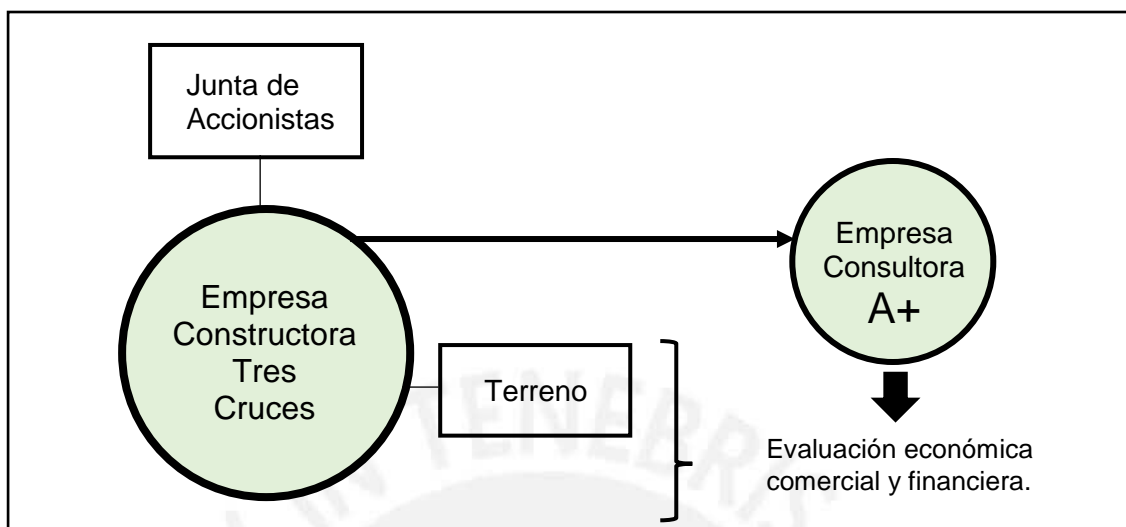 Junta de
Accionistas
Empresa
Constructora
Tres
Cruces
Terreno
Empresa
Consultora
A+
Evaluación económica
comercial y financiera.